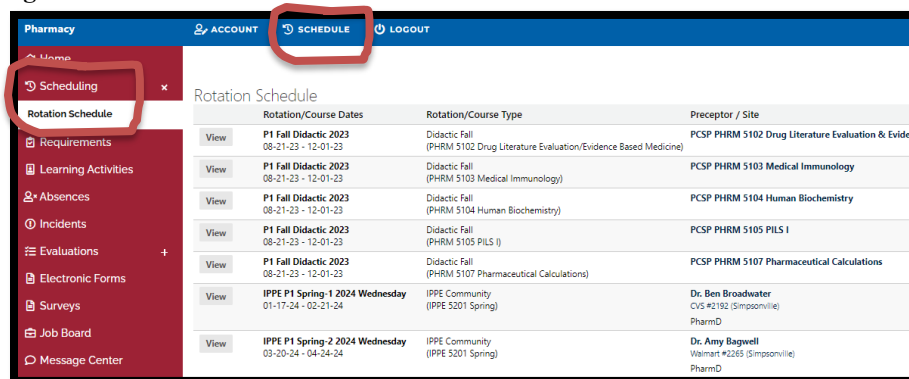 Pharmacy
ACCOUNT
SCHEDULE
LOGOUT
Home
Scheduling ×
Rotation Schedule
Requirements
Learning Activities
Absences
Incidents
Evaluations +
Electronic Forms
Surveys
Job Board
Message Center
Rotation Schedule
Rotation/Course Dates Rotation/Course Type Preceptor / Site
View P1 Fall Didactic 2023 Didactic Fall PCSP PHRM 5102 Drug Literature Evaluation & Evide
08-21-23 - 12-01-23 (PHRM 5102 Drug Literature Evaluation/Evidence Based Medicine)
View P1 Fall Didactic 2023 Didactic Fall PCSP PHRM 5103 Medical Immunology
08-21-23 - 12-01-23 (PHRM 5103 Medical Immunology)
View P1 Fall Didactic 2023 Didactic Fall PCSP PHRM 5104 Human Biochemistry
08-21-23 - 12-01-23 (PHRM 5104 Human Biochemistry)
View P1 Fall Didactic 2023 Didactic Fall PCSP PHRM 5105 PILS I
08-21-23 - 12-01-23 (PHRM 5105 PILS I)
View P1 Fall Didactic 2023 Didactic Fall PCSP PHRM 5107 Pharmaceutical Calculations
08-21-23 - 12-01-23 (PHRM 5107 Pharmaceutical Calculations)
View IPPE P1 Spring-1 2024 Wednesday IPPE Community Dr. Ben Broadwater
01-17-24 - 02-21-24 (IPPE 5201 Spring) CVS #2192 (Simpsonville)
PharmD
View IPPE P1 Spring-2 2024 Wednesday IPPE Community Dr. Amy Bagwell
03-20-24 - 04-24-24 (IPPE 5201 Spring) Walmart #2265 (Simpsonville)
PharmD